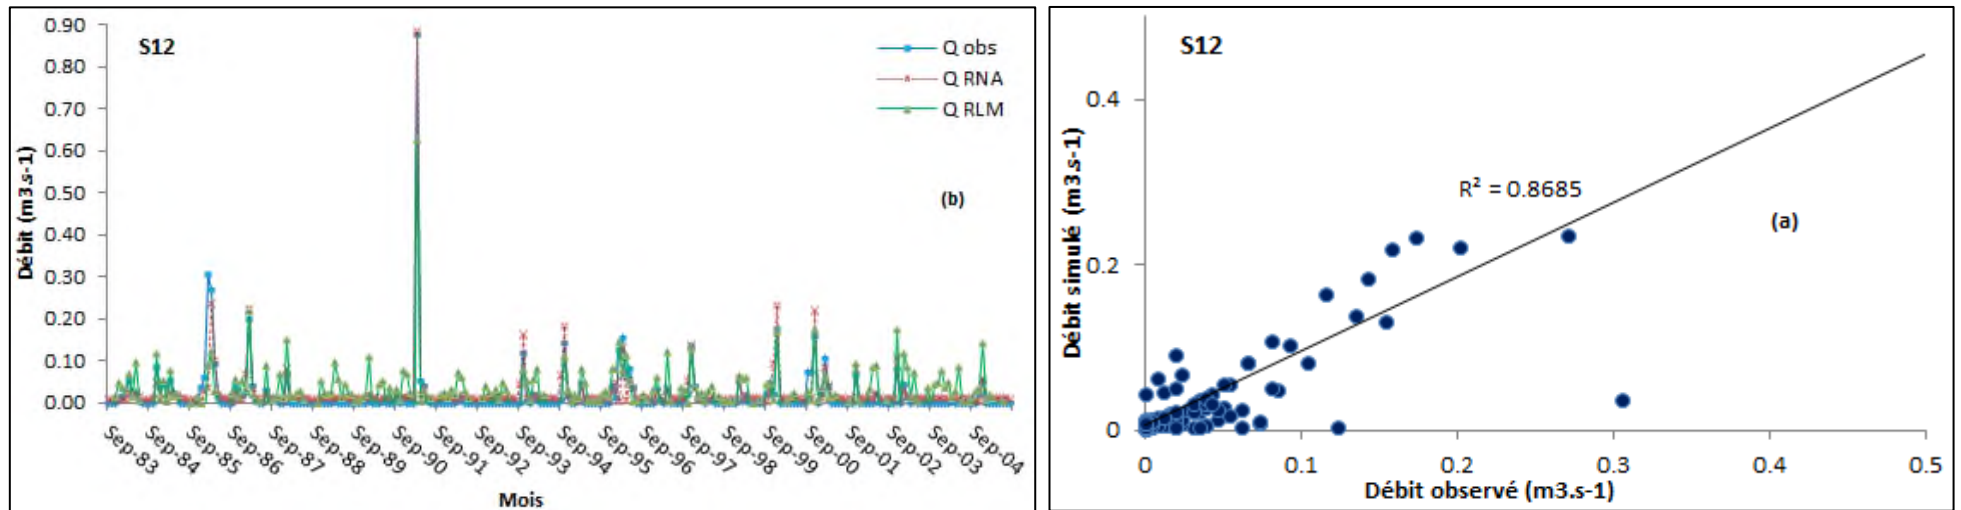 S12
0.90
0.80
0.70
0.60
0.50
0.40
0.30
0.20
0.10
0.00
Débit (m3.s-1)
Q obs
Q RNA
Q RLM
(b)
Sep-83
Sep-84
Sep-85
Sep-86
Sep-87
Sep-88
Sep-89
Sep-90
Sep-91
Sep-92
Sep-93
Sep-94
Sep-95
Sep-96
Sep-97
Sep-98
Sep-99
Sep-00
Sep-01
Sep-02
Sep-03
Sep-04
Mois
S12
0.4
0.2
0
Débit simulé (m3.s-1)
R² = 0.8685
(a)
0 0.1 0.2 0.3 0.4 0.5
Débit observé (m3.s-1)